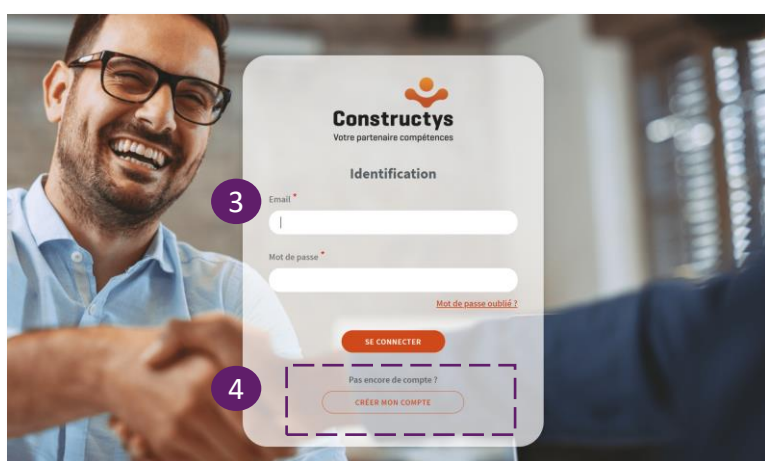 Constructys
Votre partenaire compétences
Identification
3
Email *
Mot de passe *
Mot de passe oublié ?
SE CONNECTER
4
Pas encore de compte ?
CRÉER MON COMPTE